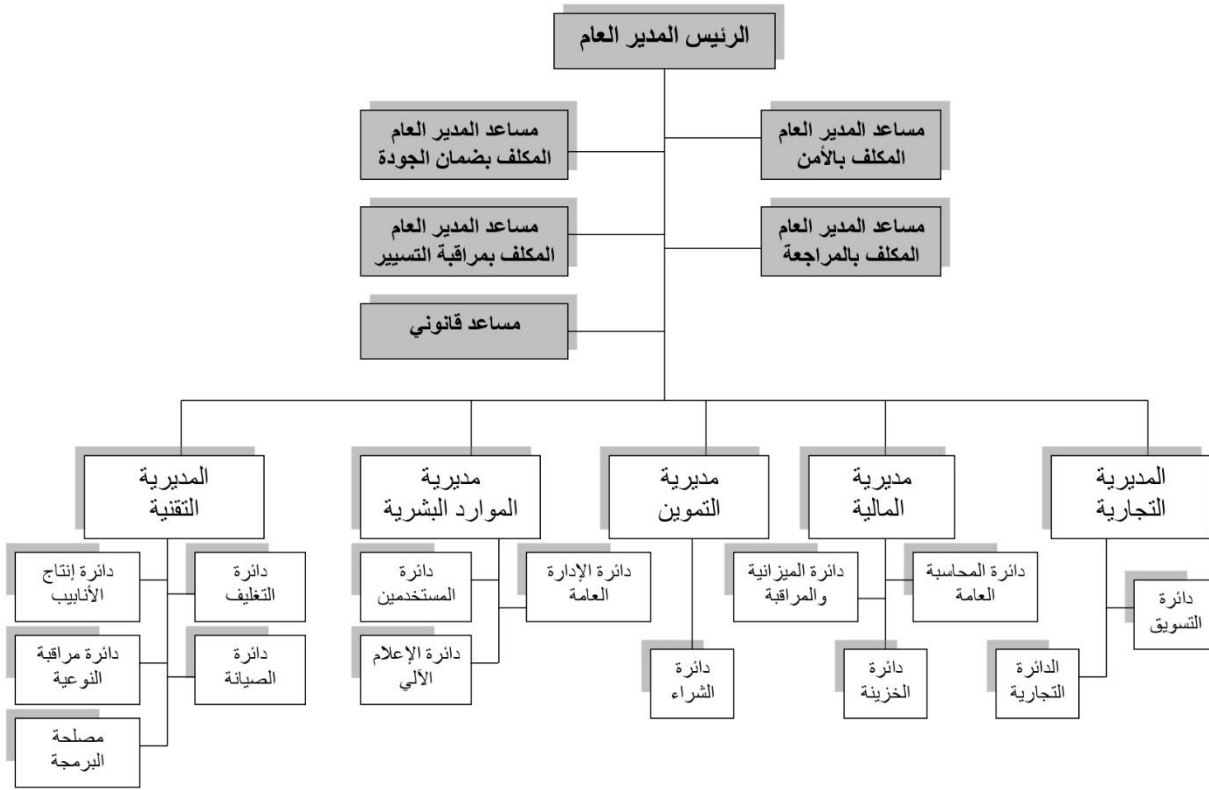 الرئيس المدير العام
مساعد المدير العام
المكلف بالأمن
مساعد المدير العام
المكلف بضمان الجودة
مساعد المدير العام
المكلف بالمراجعة
مساعد المدير العام
المكلف بمراقبة التسيير
مساعد قانوني
المديرية
التجارية
مديرية
المالية
مديرية
التموين
مديرية
الموارد البشرية
المديرية
التقنية
دائرة
التسويق
الدائرة
التجارية
دائرة المحاسبة
العامة
دائرة الميزانية
والمراقبة
دائرة
الخزينة
دائرة
الشراء
دائرة الإدارة
العامة
دائرة
المستخدمين
دائرة الإعلام
الآلي
دائرة
التغليف
دائرة إنتاج
الأنابيب
دائرة
الصيانة
دائرة مراقبة
النوعية
مصلحة
البرمجة